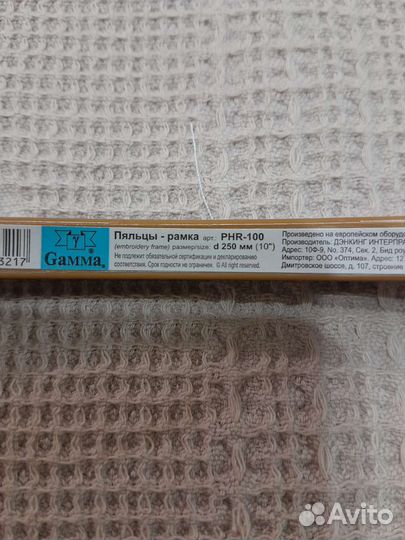 3217
γ
Gamma®
Пяльцы - рамка арт. PHR-100
(embroidery frame) размер/size: d 250 мм (10")
Не подлежит обязательной сертификации и декларированию
соответствия. Срок годности не ограничен. © All right reserved.
Произведено на европейском оборудо
Производитель: ДЭНКИНГ ИНТЕРПРА
Адрес: 10Ф-9, No. 374, Сек. 2, Бид роу
Импортер: ООО «Оптима». Адрес: 12
Дмитровское шоссе, д. 107, строение
Avito